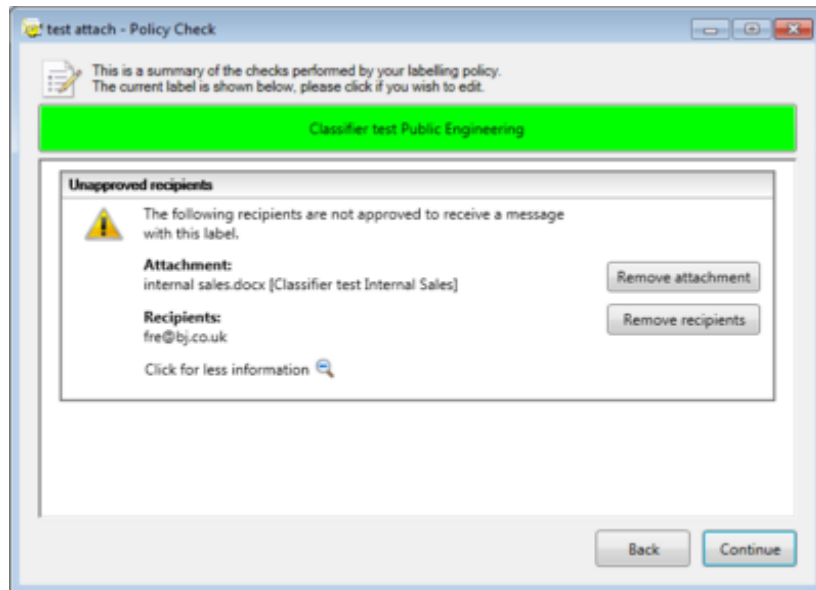 test attach - Policy Check
This is a summary of the checks performed by your labelling policy.
The current label is shown below, please click if you wish to edit.
Classifier test Public Engineering
Unapproved recipients
The following recipients are not approved to receive a message
with this label.
Attachment:
internal sales.docx [Classifier test Internal Sales]
Remove attachment
Recipients:
fre@bj.co.uk
Remove recipients
Click for less information
Back
Continue